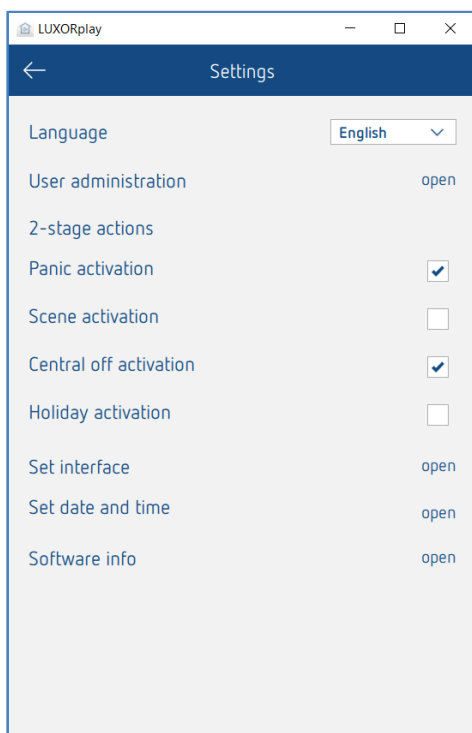 LUXORplay
Settings
Language English
User administration open
2-stage actions
Panic activation
Scene activation
Central off activation
Holiday activation
Set interface open
Set date and time open
Software info open